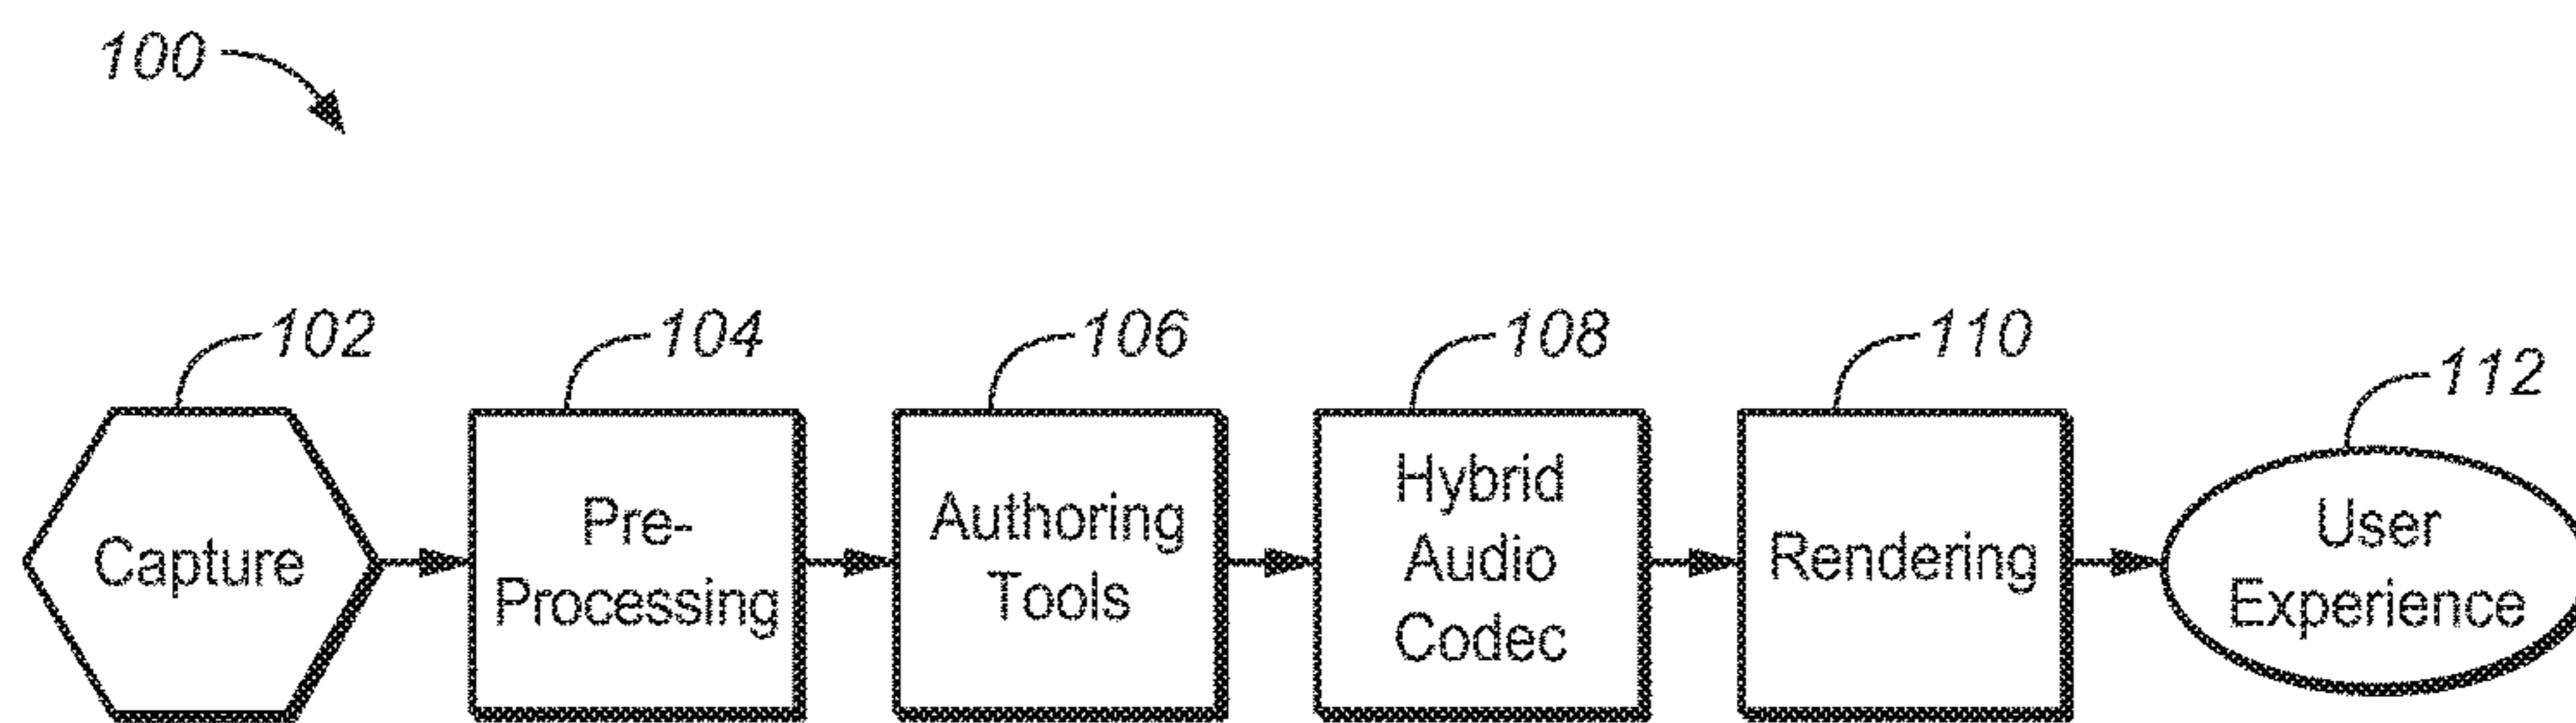 100
102
104
106
108
110
112
Capture
Pre-
Processing
Authoring
Tools
Hybrid
Audio
Codec
Rendering
User
Experience